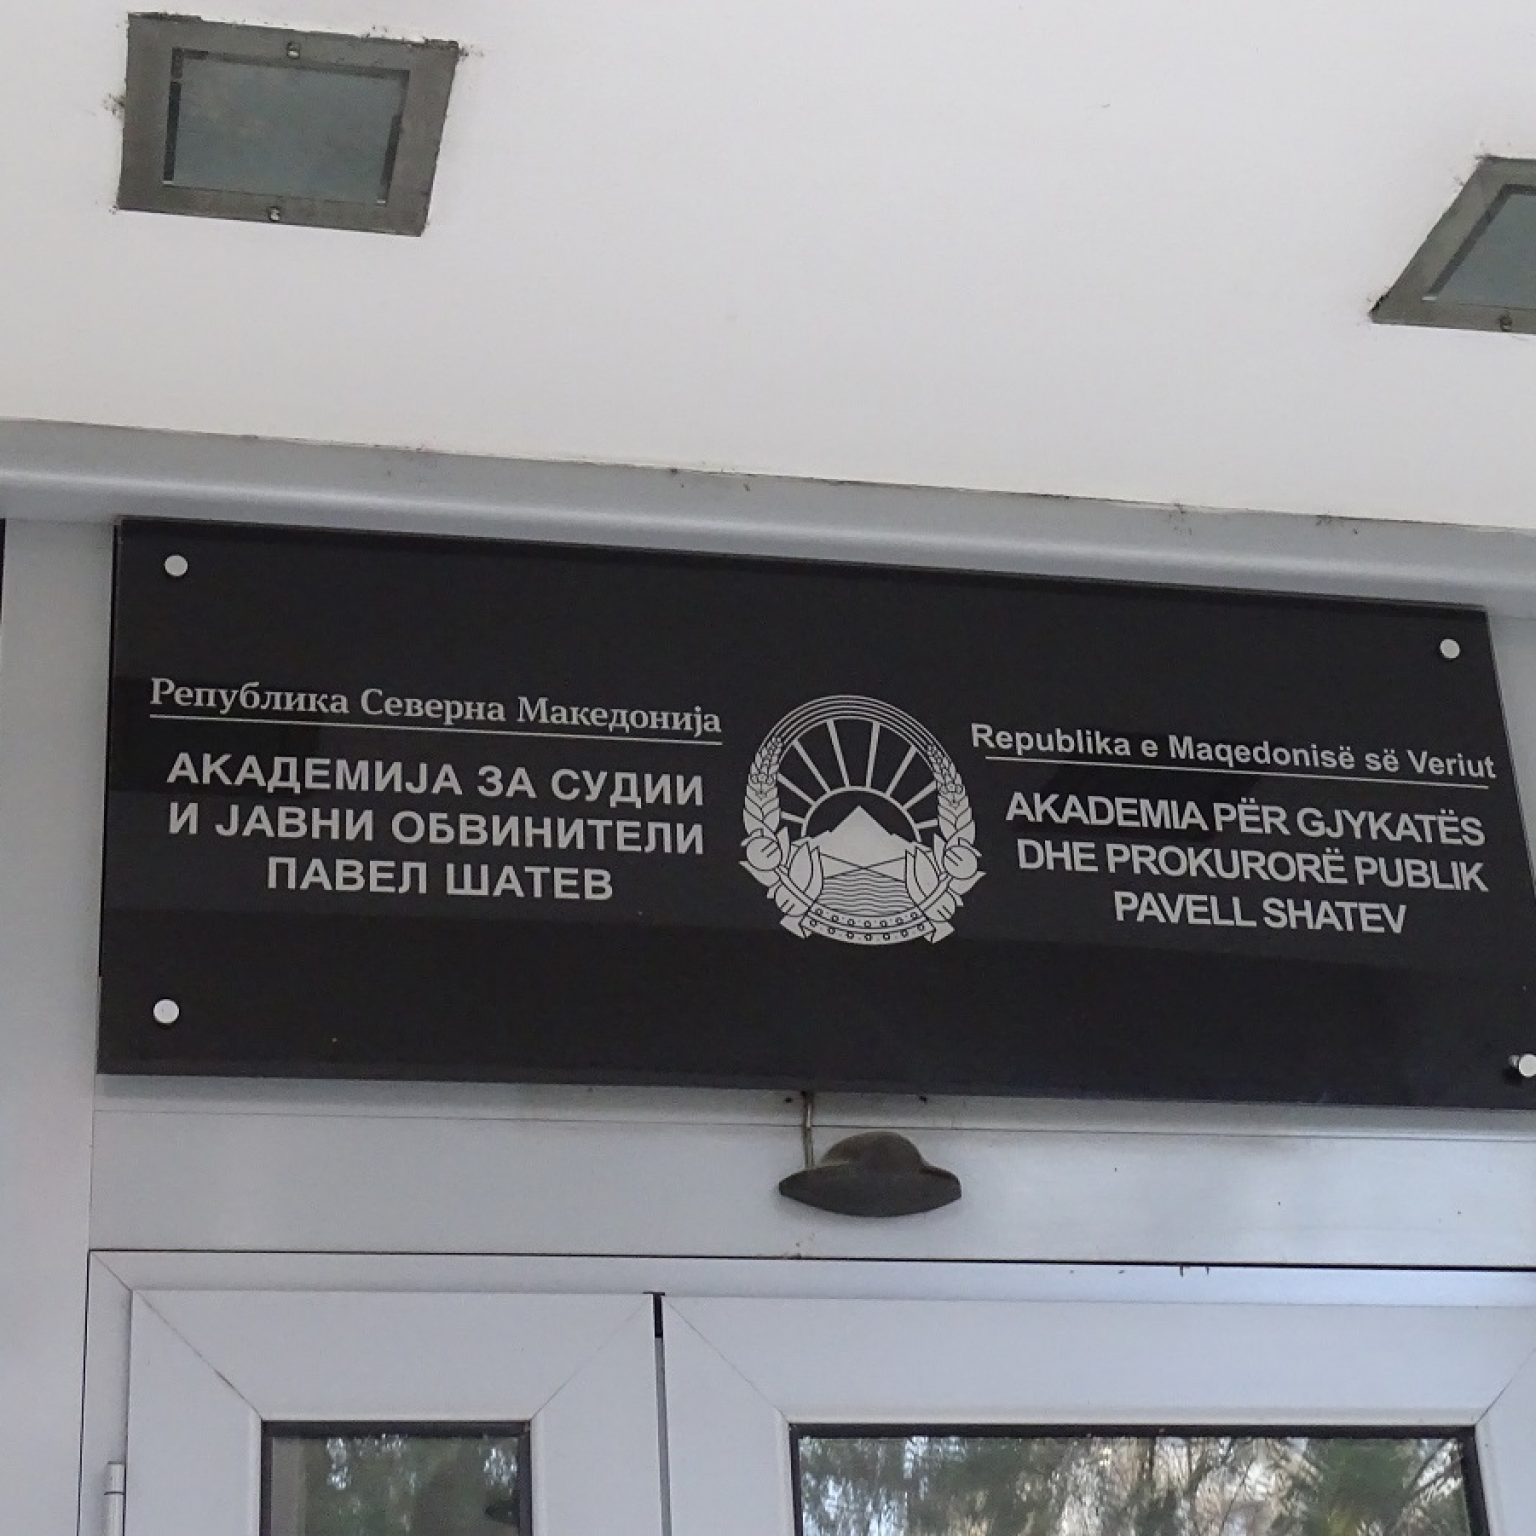 Република Северна Македонија
АКАДЕМИЈА ЗА СУДИИ
И ЈАВНИ ОБВИНИТЕЛИ
ПАВЕЛ ШАТЕВ
Republika e Maqedonisë së Veriut
AKADEMIA PËR GJYKATËS
DHE PROKURORË PUBLIK
PAVELL SHATEV